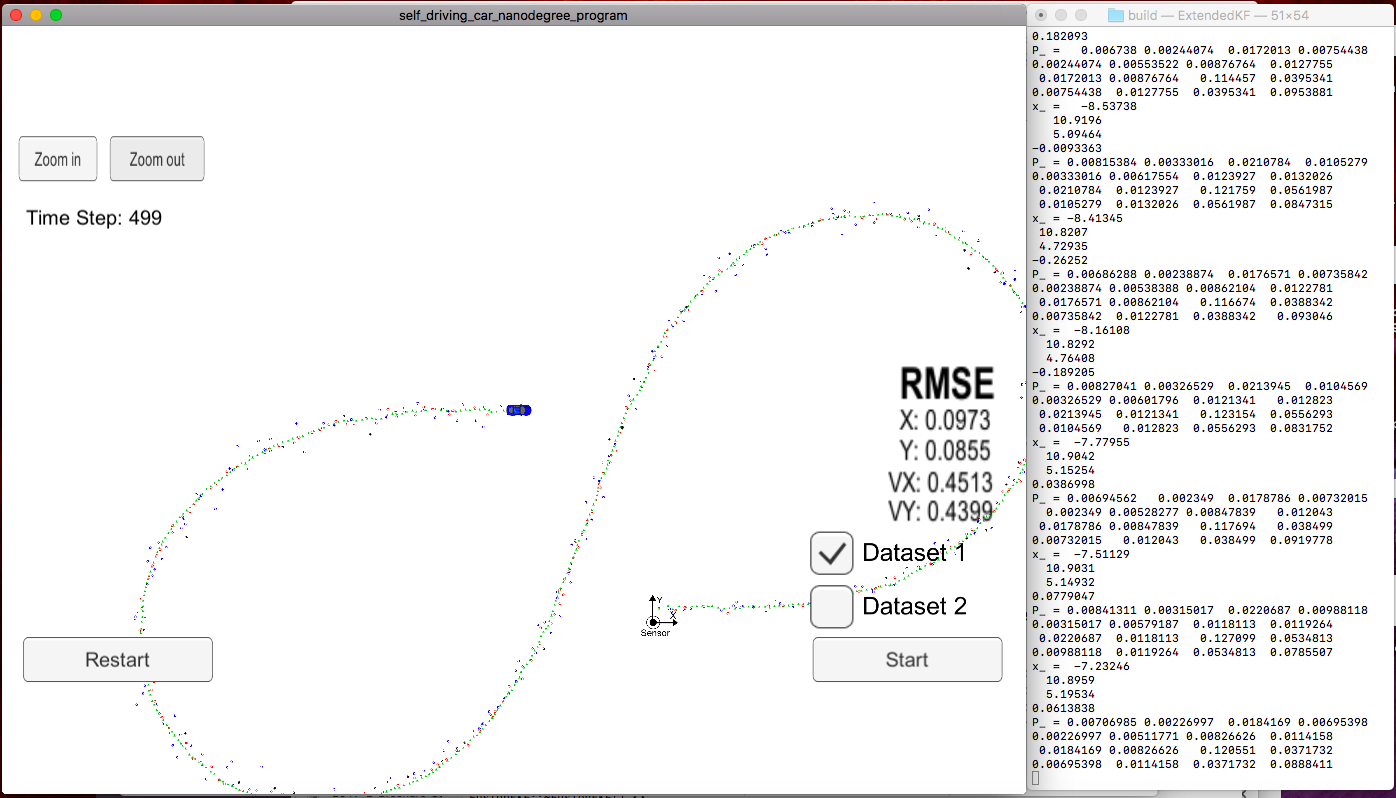 self_driving_car_nanodegree_program
Zoom in
Zoom out
Time Step: 499
RMSE
X: 0.0973
Y: 0.0855
VX: 0.4513
VY: 0.4399
Dataset 1
Dataset 2
Y
X
Sensor
Restart
Start
build — ExtendedKF — 51×54
0.182093
P_ =   0.006738 0.00244074  0.0172013 0.00754438
0.00244074 0.00553522 0.00876764  0.0127755
 0.0172013 0.00876764   0.114457  0.0395341
0.00754438  0.0127755  0.0395341  0.0953881
x_ =   -8.53738
   10.9196
   5.09464
-0.0093363
P_ = 0.00815384 0.00333016  0.0210784  0.0105279
0.00333016 0.00617554  0.0123927  0.0132026
 0.0210784  0.0123927   0.121759  0.0561987
 0.0105279  0.0132026  0.0561987  0.0847315
x_ = -8.41345
 10.8207
 4.72935
-0.26252
P_ = 0.00686288 0.00238874  0.0176571 0.00735842
0.00238874 0.00538388 0.00862104  0.0122781
 0.0176571 0.00862104   0.116674  0.0388342
0.00735842  0.0122781  0.0388342   0.093046
x_ =  -8.16108
  10.8292
  4.76408
-0.189205
P_ = 0.00827041 0.00326529  0.0213945  0.0104569
0.00326529 0.00601796  0.0121341   0.012823
 0.0213945  0.0121341   0.123154  0.0556293
 0.0104569   0.012823  0.0556293  0.0831752
x_ =  -7.77955
  10.9042
  5.15254
0.0386998
P_ = 0.00694562   0.002349  0.0178786 0.00732015
  0.002349 0.00528277 0.00847839   0.012043
 0.0178786 0.00847839   0.117694   0.038499
0.00732015   0.012043   0.038499  0.0919778
x_ =  -7.51129
  10.9031
  5.14932
0.0779047
P_ = 0.00841311 0.00315017  0.0220687 0.00988118
0.00315017 0.00579187  0.0118113  0.0119264
 0.0220687  0.0118113   0.127099  0.0534813
0.00988118  0.0119264  0.0534813  0.0785507
x_ =  -7.23246
  10.8959
  5.19534
0.0613838
P_ = 0.00706985 0.00226997  0.0184169 0.00695398
0.00226997 0.00511771 0.00826626  0.0114158
 0.0184169 0.00826626   0.120551  0.0371732
0.00695398  0.0114158  0.0371732  0.0888411